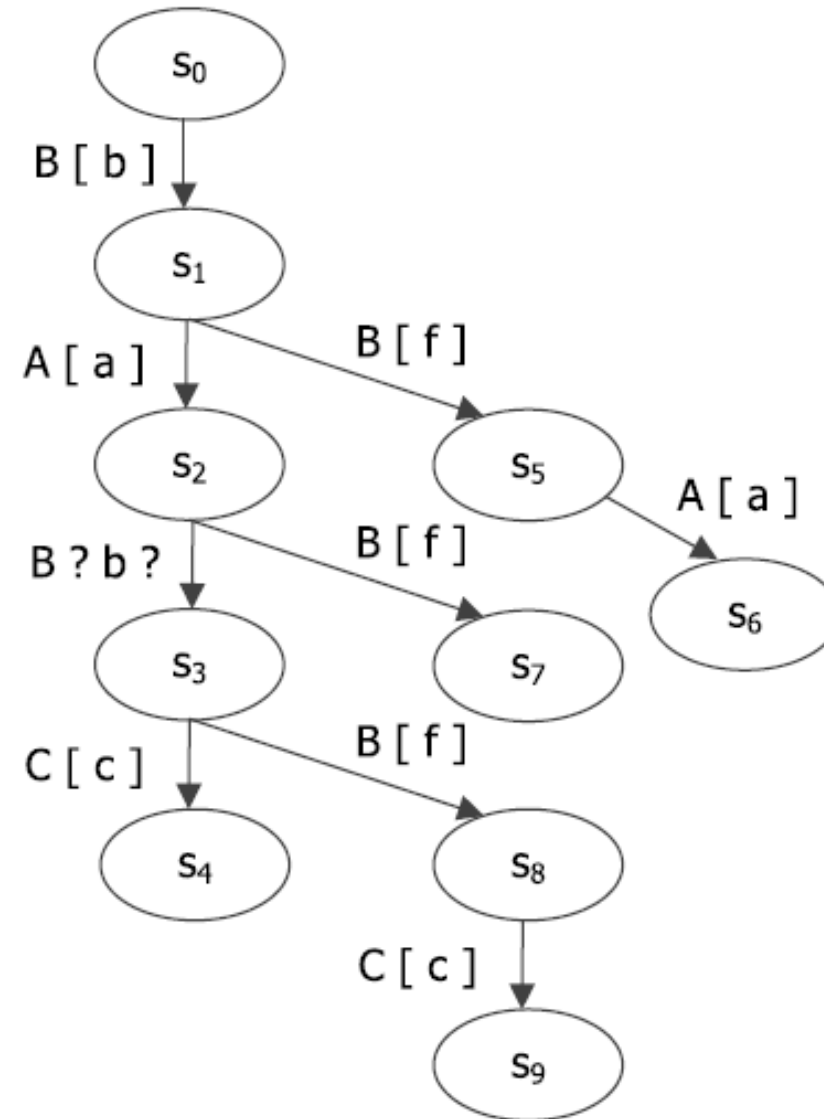 s₀
B [ b ]
s₁
A [ a ]
B [ f ]
s₂
s₅
A [ a ]
B ? b ?
B [ f ]
s₆
s₃
s₇
C [ c ]
B [ f ]
s₄
s₈
C [ c ]
s₉